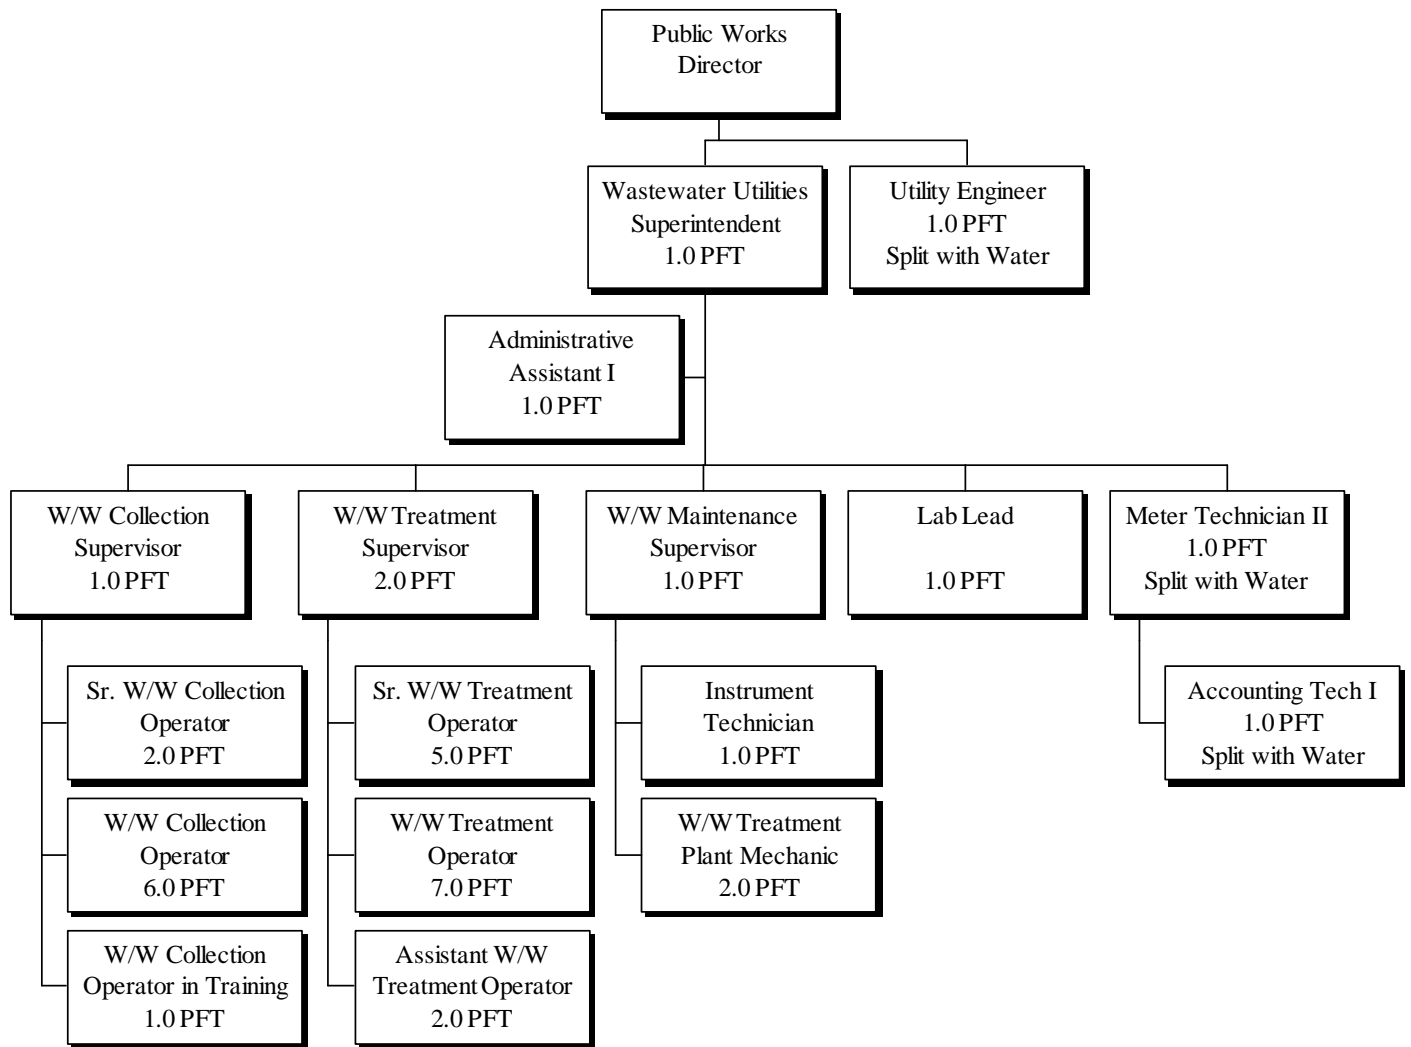 Public Works
Director
Wastewater Utilities
Superintendent
1.0 PFT
Utility Engineer
1.0 PFT
Split with Water
Administrative
Assistant I
1.0 PFT
W/W Collection
Supervisor
1.0 PFT
W/W Treatment
Supervisor
2.0 PFT
W/W Maintenance
Supervisor
1.0 PFT
Lab Lead
1.0 PFT
Meter Technician II
1.0 PFT
Split with Water
Sr. W/W Collection
Operator
2.0 PFT
Sr. W/W Treatment
Operator
5.0 PFT
Instrument
Technician
1.0 PFT
Accounting Tech I
1.0 PFT
Split with Water
W/W Collection
Operator
6.0 PFT
W/W Treatment
Operator
7.0 PFT
W/W Treatment
Plant Mechanic
2.0 PFT
W/W Collection
Operator in Training
1.0 PFT
Assistant W/W
Treatment Operator
2.0 PFT